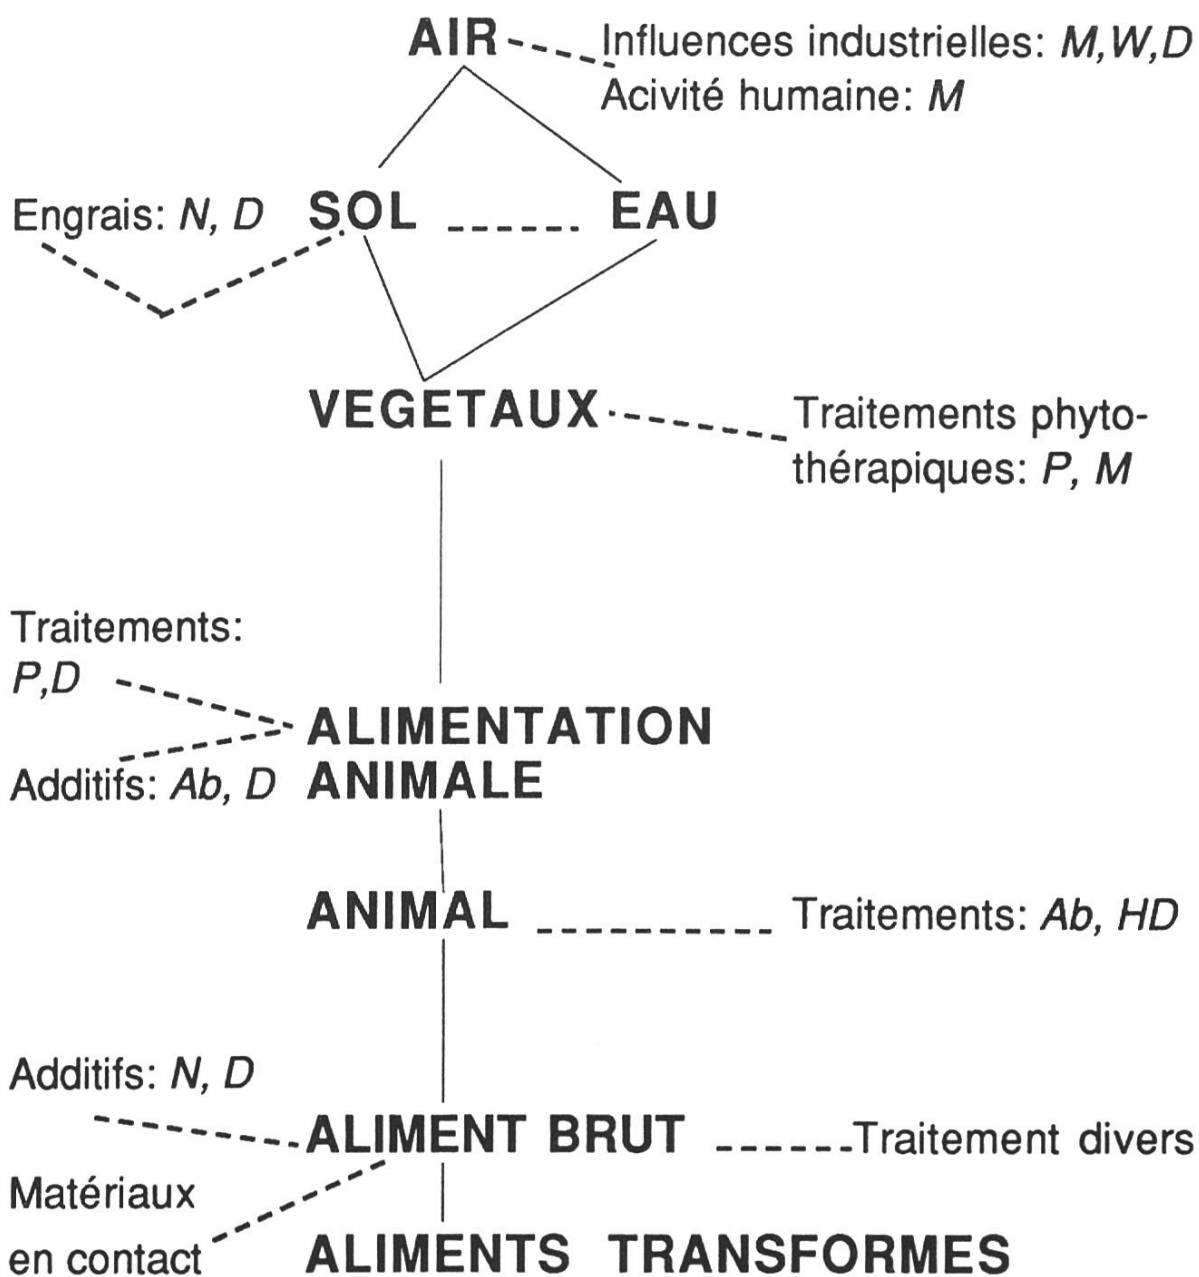 AIR
Influences industrielles: M,W,D
Acivité humaine: M
Engrais: N, D
SOL
EAU
VEGETAUX
Traitements phyto-
thérapiques: P, M
Traitements:
P,D
ALIMENTATION
Additifs: Ab, D
ANIMALE
ANIMAL
Traitements: Ab, HD
Additifs: N, D
ALIMENT BRUT
Traitement divers
Matériaux
en contact
ALIMENTS TRANSFORMES